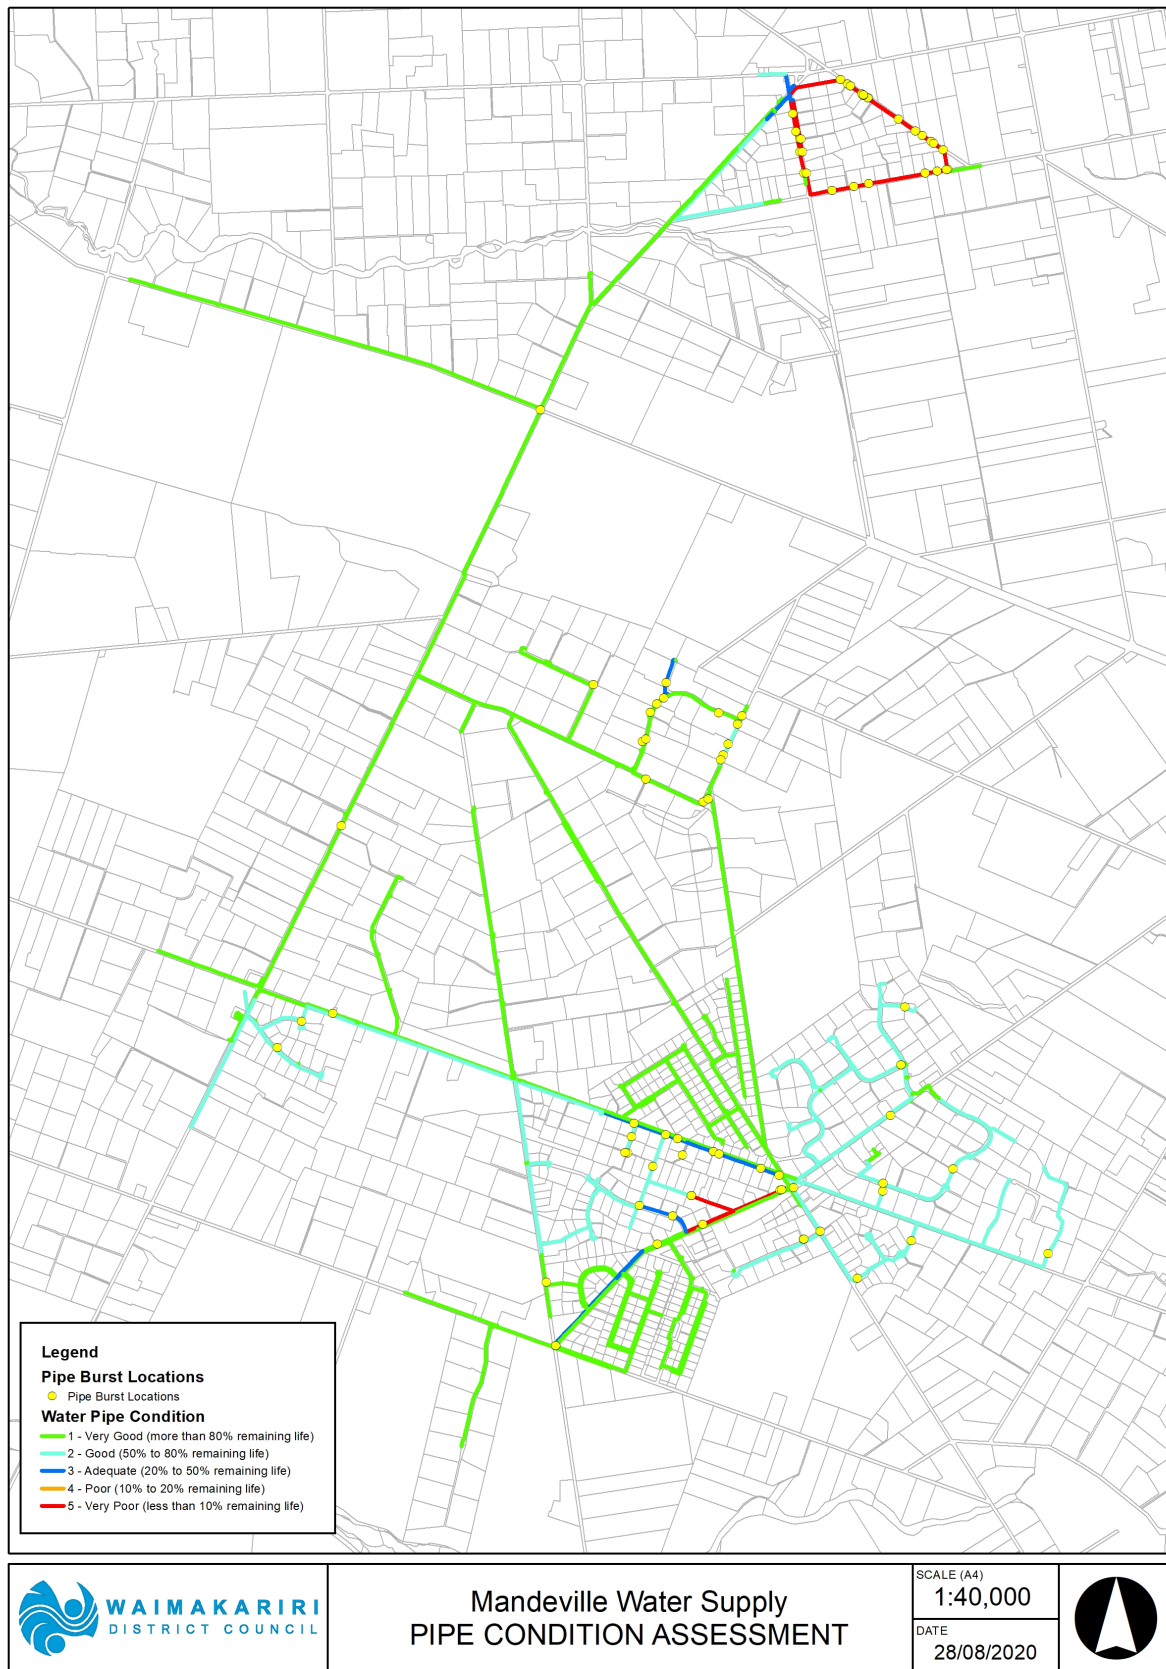 Legend
Pipe Burst Locations
Pipe Burst Locations
Water Pipe Condition
1 - Very Good (more than 80% remaining life)
2 - Good (50% to 80% remaining life)
3 - Adequate (20% to 50% remaining life)
4 - Poor (10% to 20% remaining life)
5 - Very Poor (less than 10% remaining life)
WAIMAKARIRI
DISTRICT COUNCIL
Mandeville Water Supply
PIPE CONDITION ASSESSMENT
SCALE (A4)
1:40,000
DATE
28/08/2020